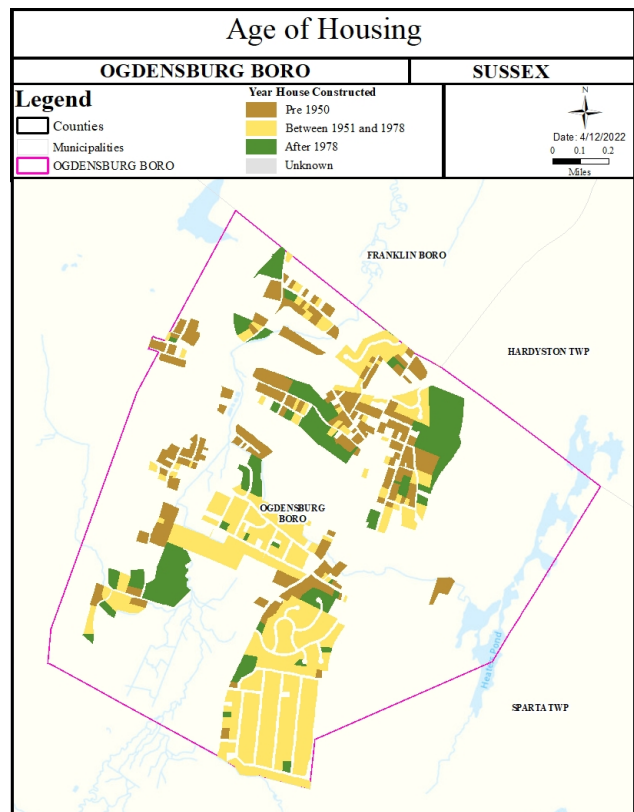 Age of Housing
OGDENSBURG BORO
SUSSEX
Legend
Counties
Municipalities
OGDENSBURG BORO
Year House Constructed
Pre 1950
Between 1951 and 1978
After 1978
Unknown
N
Date: 4/12/2022
0 0.1 0.2
Miles
FRANKLIN BORO
HARDYSTON TWP
OGDENSBURG
BORO
Heaters Pond
SPARTA TWP